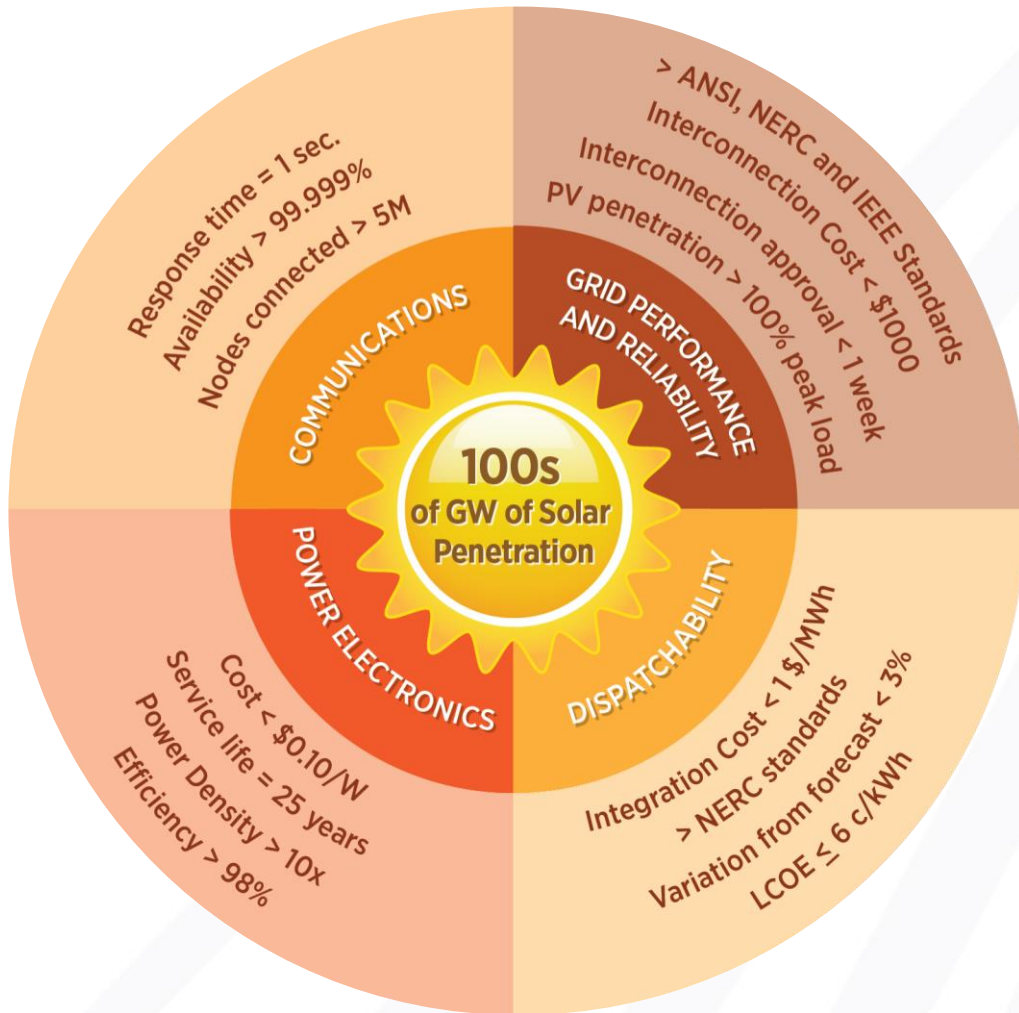 Response time = 1 sec.
Availability > 99.999%
Nodes connected > 5M
COMMUNICATIONS
> ANSI, NERC and IEEE Standards
Interconnection Cost < $1000
Interconnection approval < 1 week
PV penetration > 100% peak load
GRID PERFORMANCE
AND RELIABILITY
100s
of GW of Solar
Penetration
POWER ELECTRONICS
Cost < $0.10/W
Service life = 25 years
Power Density > 10x
Efficiency > 98%
DISPATCHABILITY
Integration Cost < 1 $/MWh
> NERC standards
Variation from forecast < 3%
LCOE ≤ 6 c/kWh